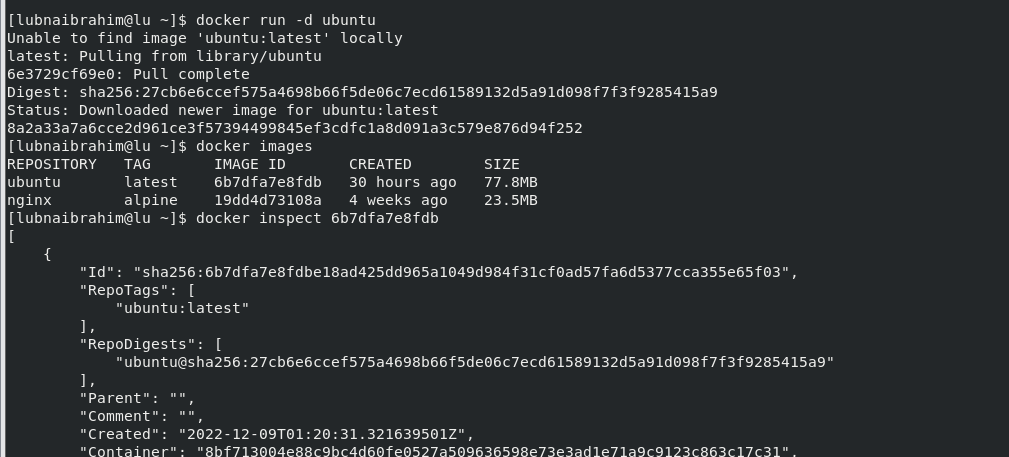 [lubnaibrahim@lu ~]$ docker run -d ubuntu
Unable to find image 'ubuntu:latest' locally
latest: Pulling from library/ubuntu
6e3729cf69e0: Pull complete
Digest: sha256:27cb6e6ccef575a4698b66f5de06c7ecd61589132d5a91d098f7f3f9285415a9
Status: Downloaded newer image for ubuntu:latest
8a2a33a7a6cce2d961ce3f57394499845ef3cdfc1a8d091a3c579e876d94f252
[lubnaibrahim@lu ~]$ docker images
REPOSITORY   TAG       IMAGE ID       CREATED        SIZE
ubuntu       latest    6b7dfa7e8fdb   30 hours ago   77.8MB
nginx        alpine    19dd4d73108a   4 weeks ago    23.5MB
[lubnaibrahim@lu ~]$ docker inspect 6b7dfa7e8fdb
[
    {
        "Id": "sha256:6b7dfa7e8fdbe18ad425dd965a1049d984f31cf0ad57fa6d5377cca355e65f03",
        "RepoTags": [
            "ubuntu:latest"
        ],
        "RepoDigests": [
            "ubuntu@sha256:27cb6e6ccef575a4698b66f5de06c7ecd61589132d5a91d098f7f3f9285415a9"
        ],
        "Parent": "",
        "Comment": "",
        "Created": "2022-12-09T01:20:31.321639501Z",
        "Container": "8bf713004e88c9bc4d60fe0527a509636598e73e3ad1e71a9c9123c863c17c31",